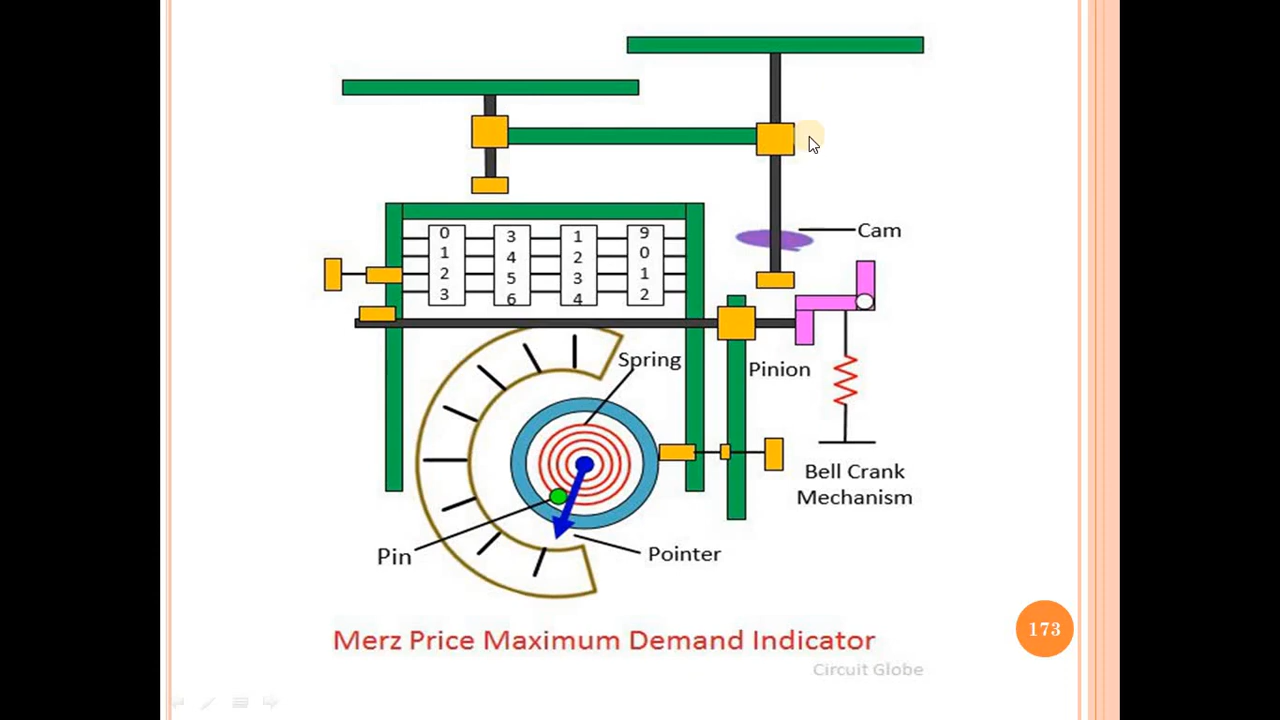 Cam
0 3 1 9
1 4 2 0
2 5 3 1
3 6 4 2
Spring
Pinion
Bell Crank
Mechanism
Pin
Pointer
Merz Price Maximum Demand Indicator
173
Circuit Globe